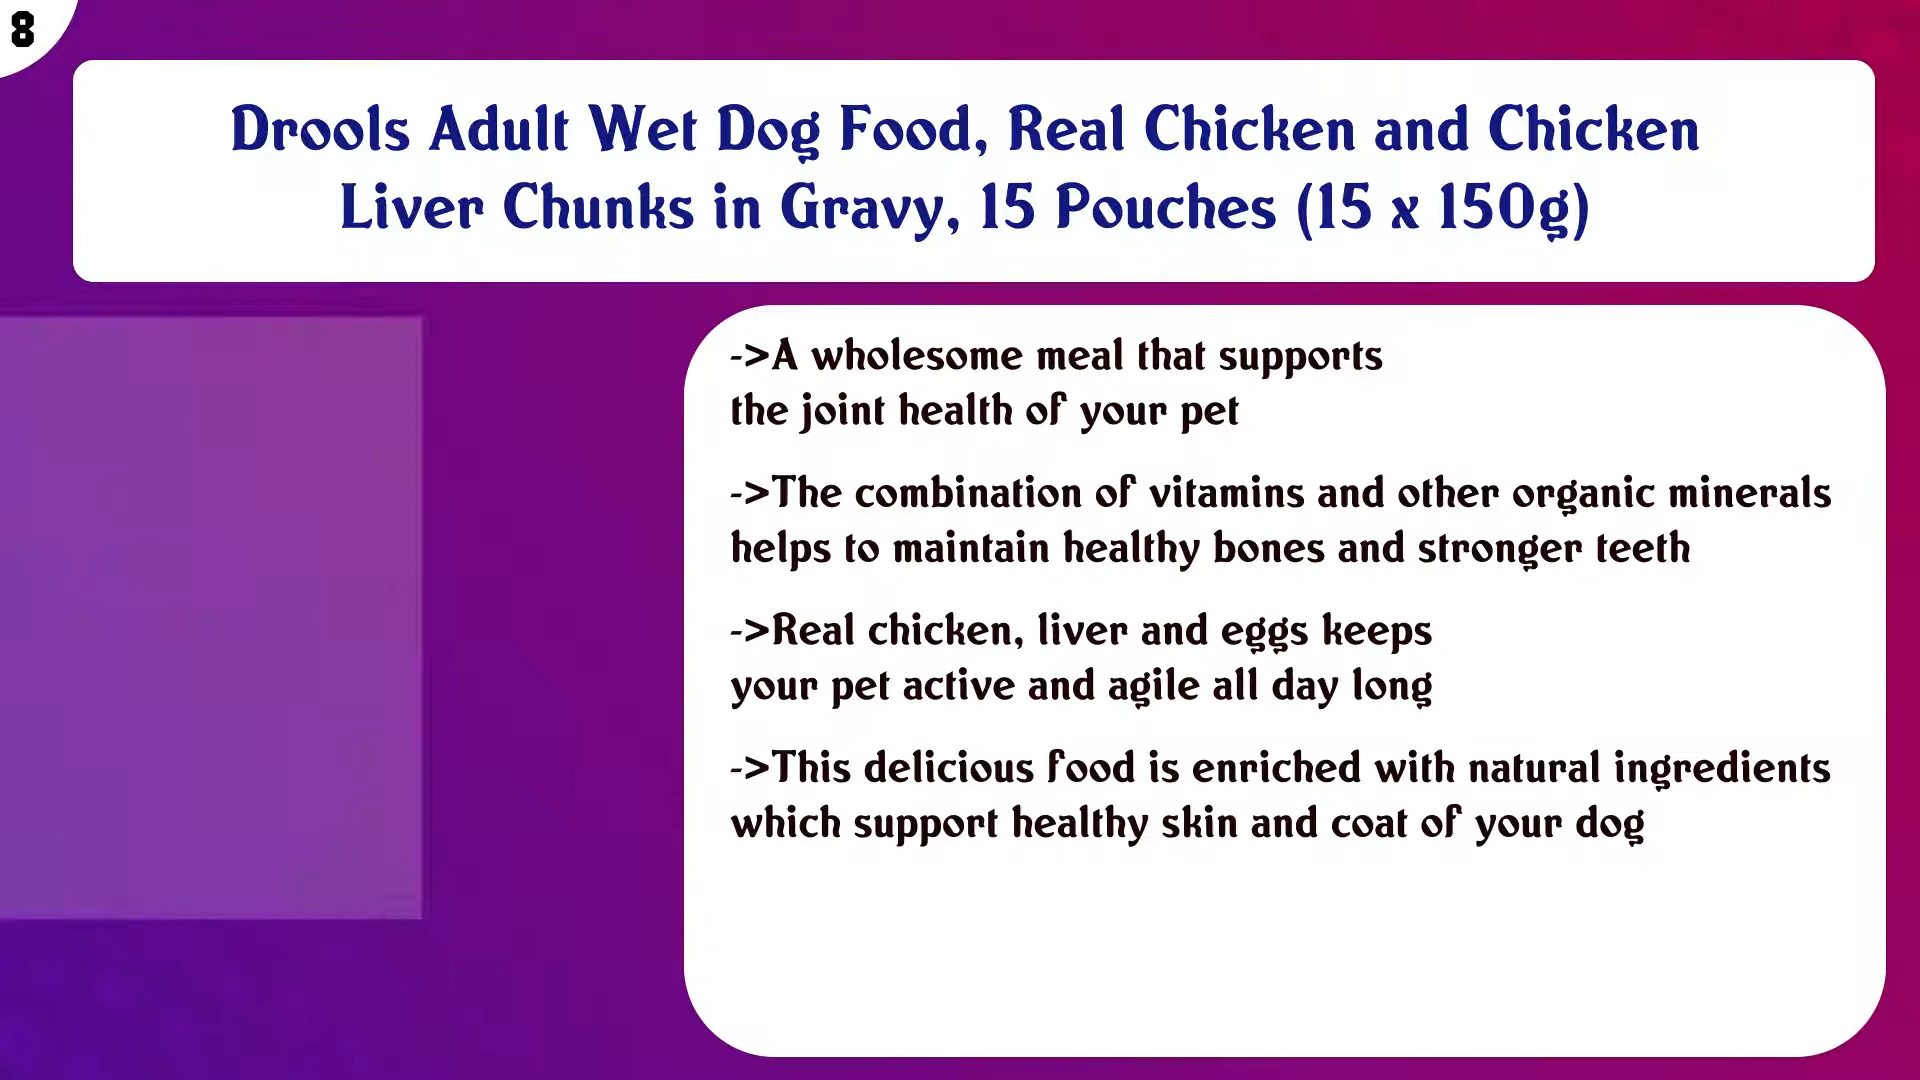 8
Drools Adult Wet Dog Food, Real Chicken and Chicken
Liver Chunks in Gravy, 15 Pouches (15 x 150g)
->A wholesome meal that supports
the joint health of your pet
->The combination of vitamins and other organic minerals
helps to maintain healthy bones and stronger teeth
->Real chicken, liver and eggs keeps
your pet active and agile all day long
->This delicious food is enriched with natural ingredients
which support healthy skin and coat of your dog